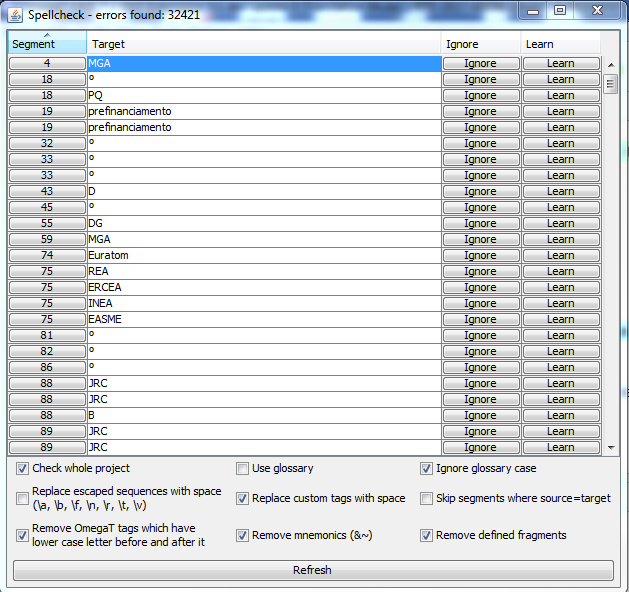 Spellcheck - errors found: 32421
Segment Target Ignore Learn
4 MGA Ignore Learn
18 º Ignore Learn
18 PQ Ignore Learn
19 prefinanciamento Ignore Learn
19 prefinanciamento Ignore Learn
32 º Ignore Learn
33 º Ignore Learn
33 º Ignore Learn
43 D Ignore Learn
45 º Ignore Learn
55 DG Ignore Learn
59 MGA Ignore Learn
74 Euratom Ignore Learn
75 REA Ignore Learn
75 ERCEA Ignore Learn
75 INEA Ignore Learn
75 EASME Ignore Learn
81 º Ignore Learn
82 º Ignore Learn
86 º Ignore Learn
88 JRC Ignore Learn
88 JRC Ignore Learn
88 B Ignore Learn
89 JRC Ignore Learn
89 JRC Ignore Learn
Check whole project Use glossary Ignore glossary case
Replace escaped sequences with space
(\a, \b, \f, \n, \r, \t, \v)
Replace custom tags with space Skip segments where source=target
Remove OmegaT tags which have
lower case letter before and after it
Remove mnemonics (&~) Remove defined fragments
Refresh